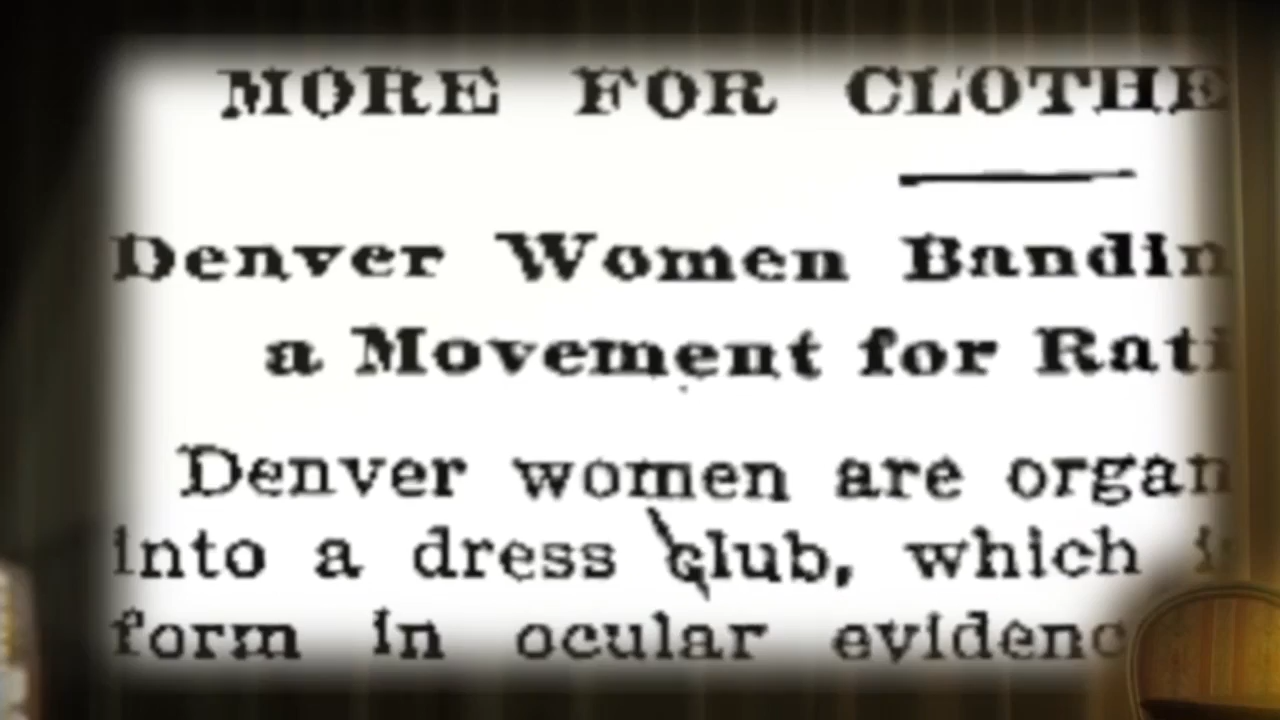 MORE FOR CLOTHE
Denver Women Bandin
a Movement for Rati
Denver women are organ
into a dress club, which
form in ocular evidenc